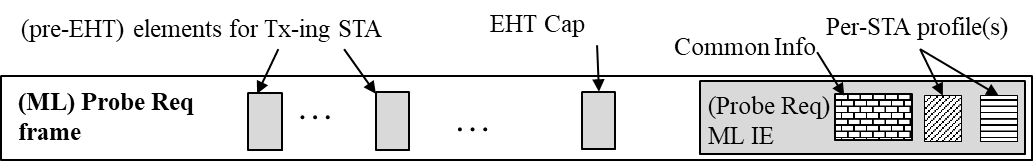 (pre-EHT) elements for Tx-ing STA
EHT Cap
Per-STA profile(s)
Common Info
(ML) Probe Req
frame
...
...
(Probe Req)
ML IE